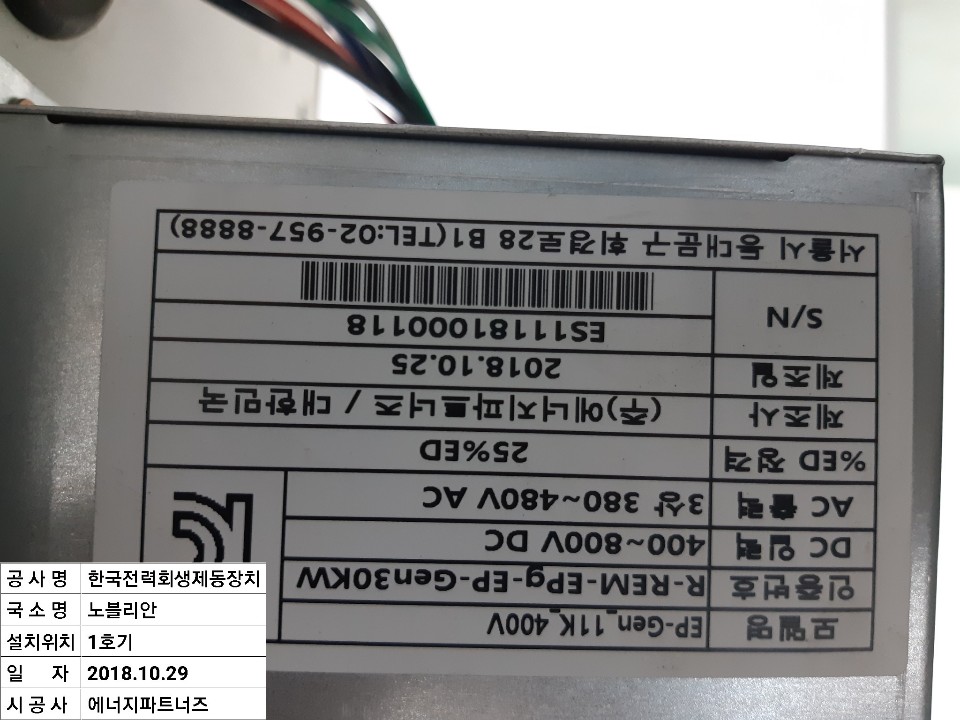 모델명 EP-Gen_11K_400V
인증번호 R-REM-EPg-EP-Gen30KW
DC 입력 400~800V DC
AC 출력 3상 380~480V AC
%ED 정격 25%ED
제조사 (주)에너지파트너즈 / 대한민국
제조일 2018.10.25
S/N ES11181000118
서울시 동대문구 휘경로28 B1(TEL:02-957-8888)
공 사 명 한국전력회생제동장치
국 소 명 노블리안
설치위치 1호기
일 자 2018.10.29
시 공 사 에너지파트너즈